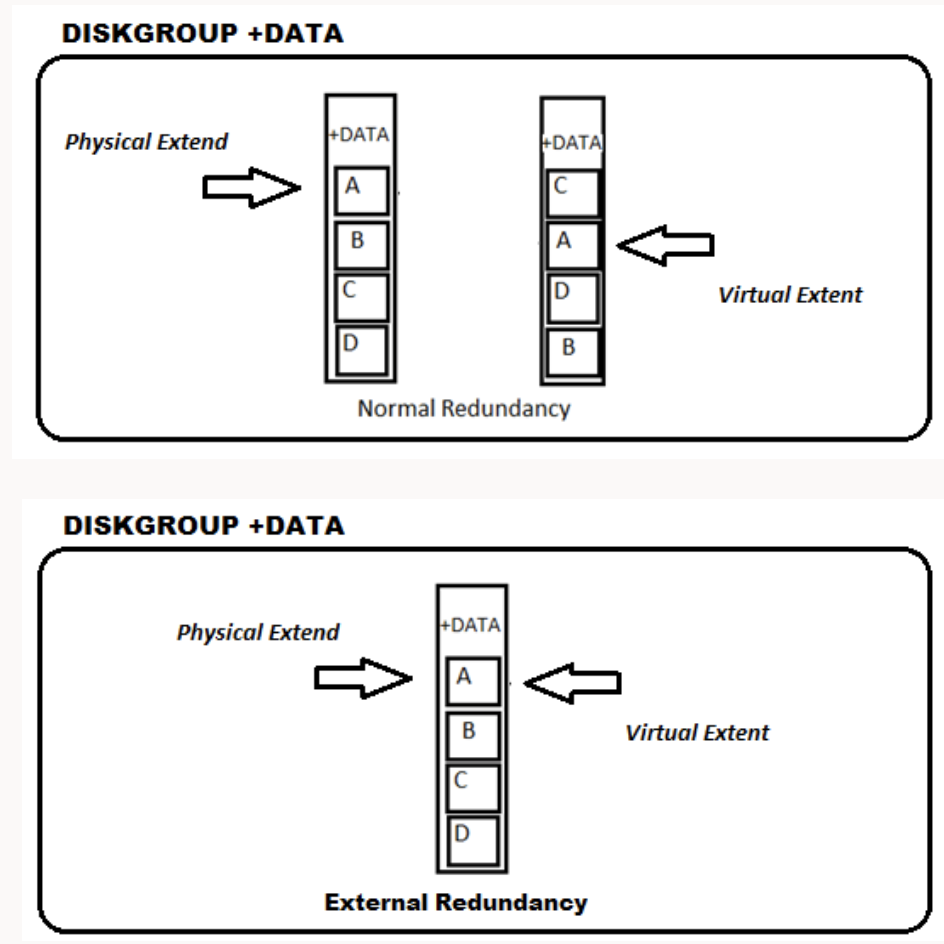 DISKGROUP +DATA
Physical Extend
+DATA
A
B
C
D
+DATA
C
A
D
B
Virtual Extent
Normal Redundancy
DISKGROUP +DATA
Physical Extend
+DATA
A
B
C
D
Virtual Extent
External Redundancy